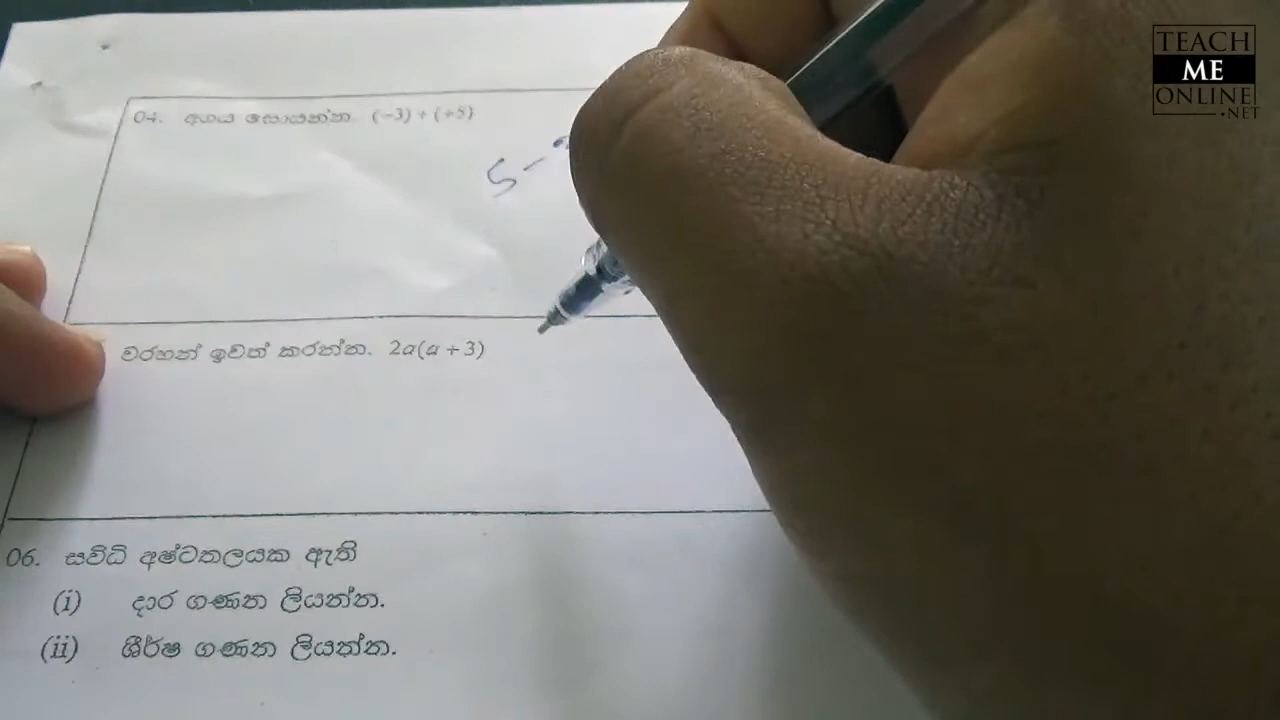 TEACH
ME
ONLINE
.NET
04. අගය සොයන්න. (−3) + (+5)
5 −
වරහන් ඉවත් කරන්න. 2a(a + 3)
06. සවිධි අෂ්ටතලයක ඇති
(i) දාර ගණන ලියන්න.
(ii) ශීර්ෂ ගණන ලියන්න.